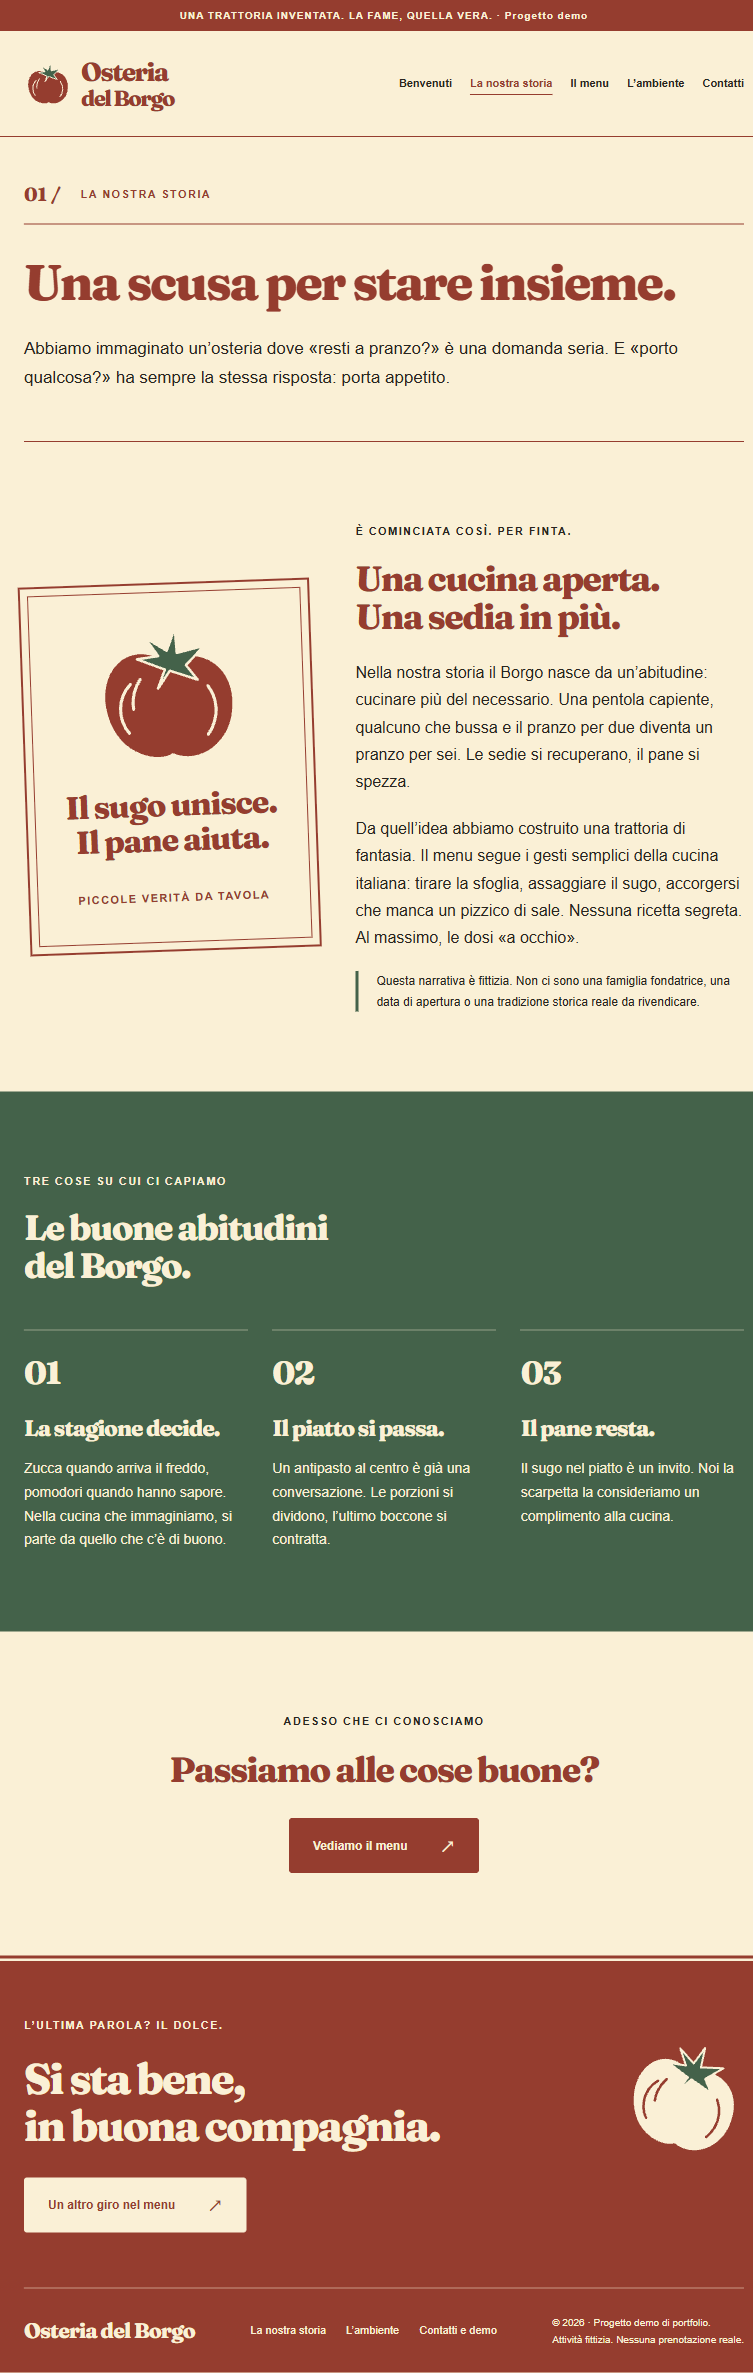 UNA TRATTORIA INVENTATA. LA FAME, QUELLA VERA. · Progetto demo
Osteria
del Borgo
Benvenuti La nostra storia Il menu L’ambiente Contatti
01 / LA NOSTRA STORIA
Una scusa per stare insieme.
Abbiamo immaginato un’osteria dove «resti a pranzo?» è una domanda seria. E «porto
qualcosa?» ha sempre la stessa risposta: porta appetito.
Il sugo unisce.
Il pane aiuta.
PICCOLE VERITÀ DA TAVOLA
È COMINCIATA COSÌ. PER FINTA.
Una cucina aperta.
Una sedia in più.
Nella nostra storia il Borgo nasce da un’abitudine:
cucinare più del necessario. Una pentola capiente,
qualcuno che bussa e il pranzo per due diventa un
pranzo per sei. Le sedie si recuperano, il pane si
spezza.
Da quell’idea abbiamo costruito una trattoria di
fantasia. Il menu segue i gesti semplici della cucina
italiana: tirare la sfoglia, assaggiare il sugo, accorgersi
che manca un pizzico di sale. Nessuna ricetta segreta.
Al massimo, le dosi «a occhio».
Questa narrativa è fittizia. Non ci sono una famiglia fondatrice, una
data di apertura o una tradizione storica reale da rivendicare.
TRE COSE SU CUI CI CAPIAMO
Le buone abitudini
del Borgo.
01
La stagione decide.
Zucca quando arriva il freddo,
pomodori quando hanno sapore.
Nella cucina che immaginiamo, si
parte da quello che c’è di buono.
02
Il piatto si passa.
Un antipasto al centro è già una
conversazione. Le porzioni si
dividono, l’ultimo boccone si
contratta.
03
Il pane resta.
Il sugo nel piatto è un invito. Noi la
scarpetta la consideriamo un
complimento alla cucina.
ADESSO CHE CI CONOSCIAMO
Passiamo alle cose buone?
Vediamo il menu ↗
L’ULTIMA PAROLA? IL DOLCE.
Si sta bene,
in buona compagnia.
Un altro giro nel menu ↗
Osteria del Borgo
La nostra storia L’ambiente Contatti e demo
© 2026 · Progetto demo di portfolio.
Attività fittizia. Nessuna prenotazione reale.